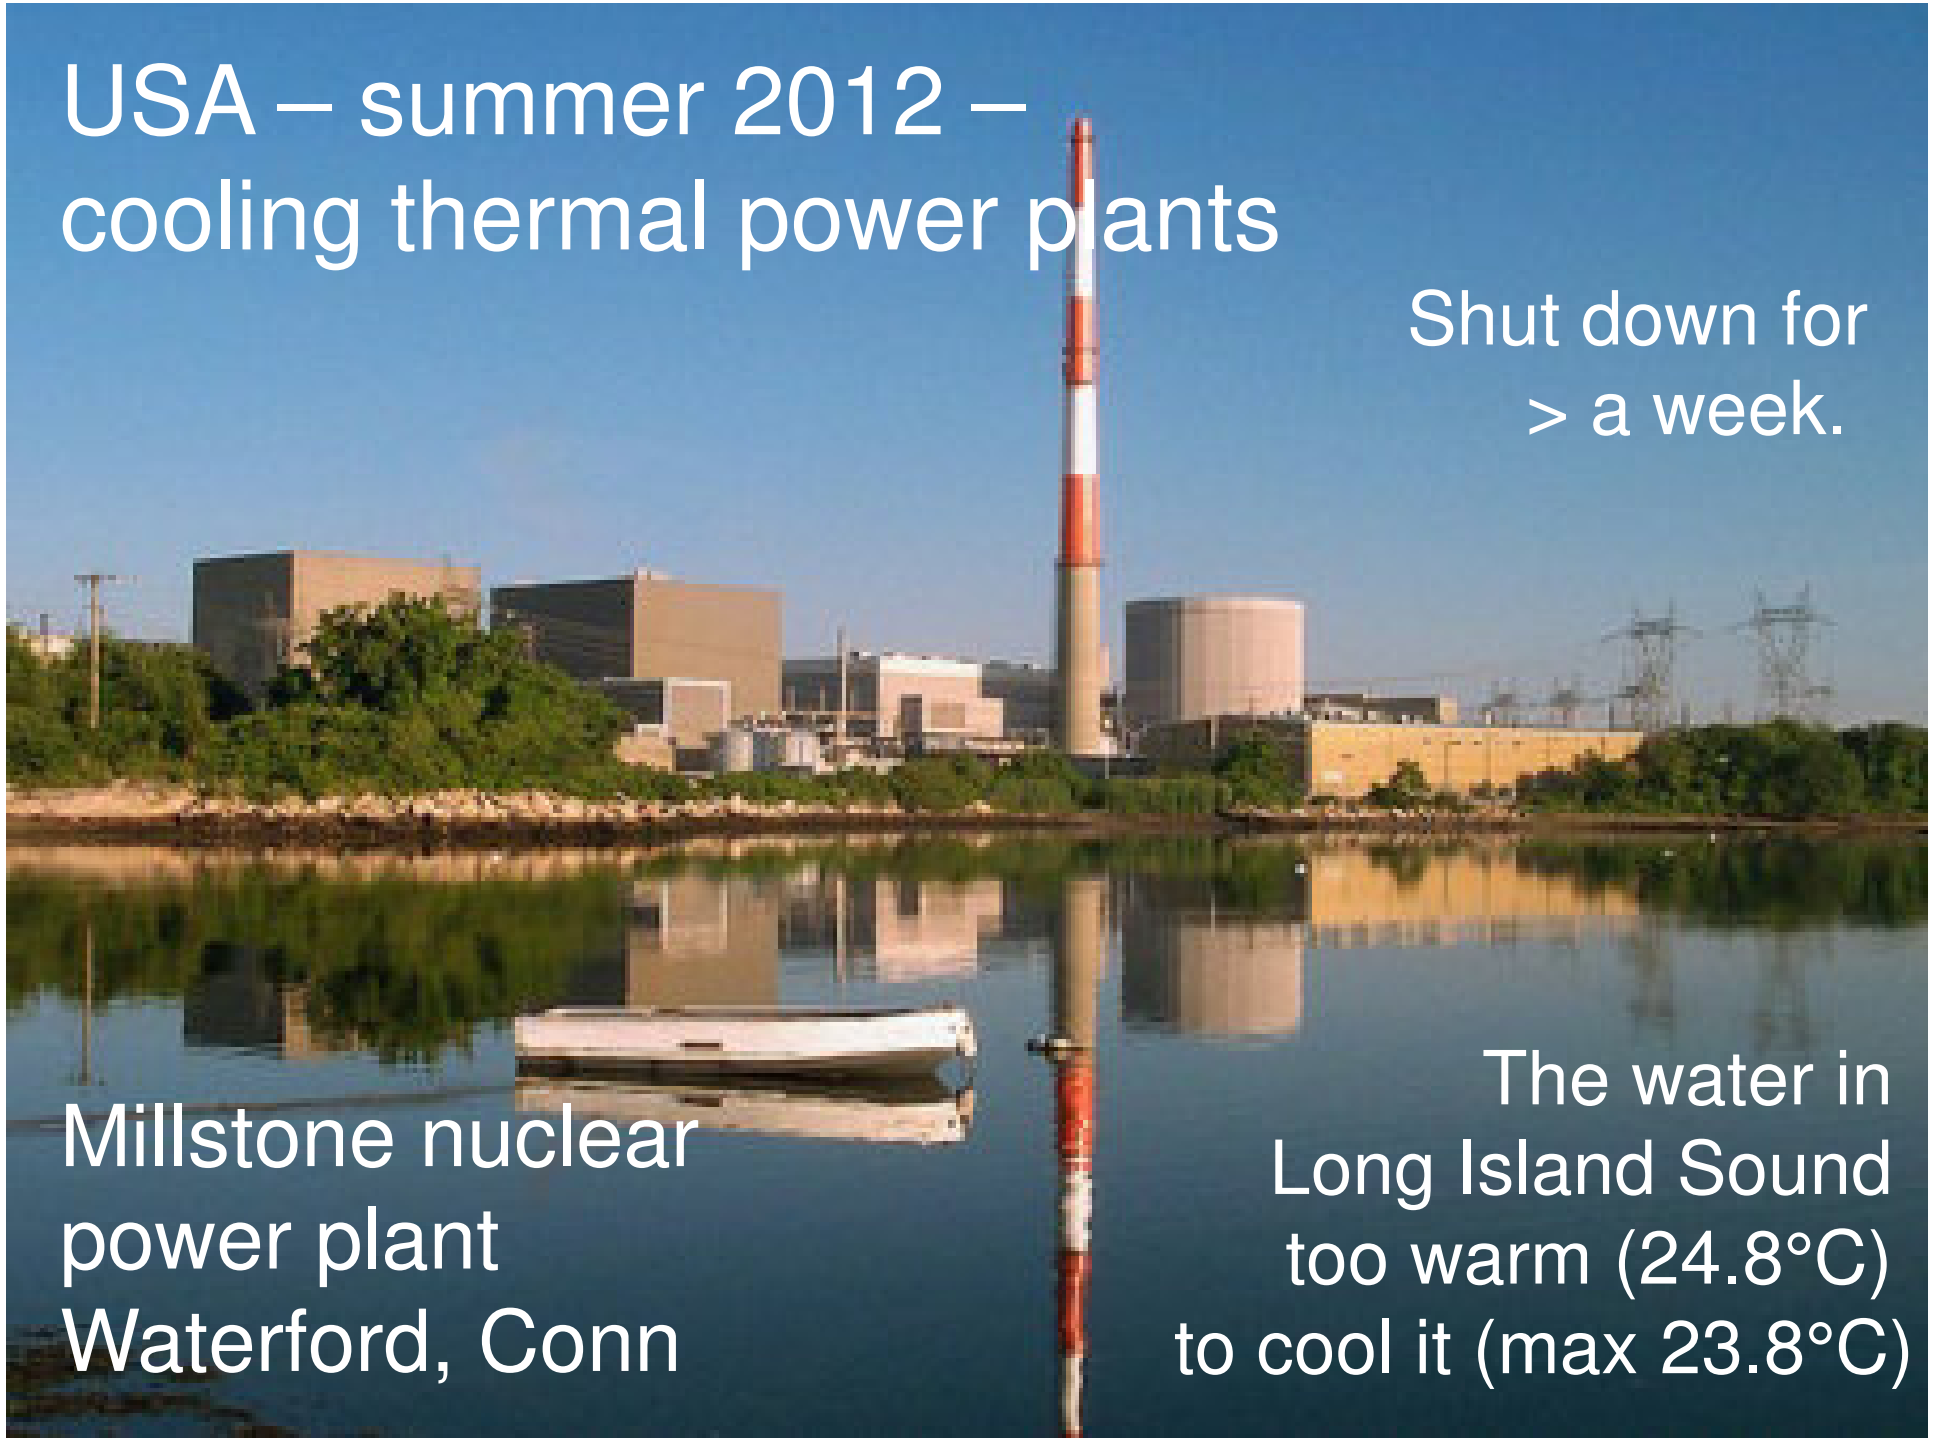 USA – summer 2012 –
cooling thermal power plants
Shut down for
> a week.
Millstone nuclear
power plant
Waterford, Conn
The water in
Long Island Sound
too warm (24.8°C)
to cool it (max 23.8°C)